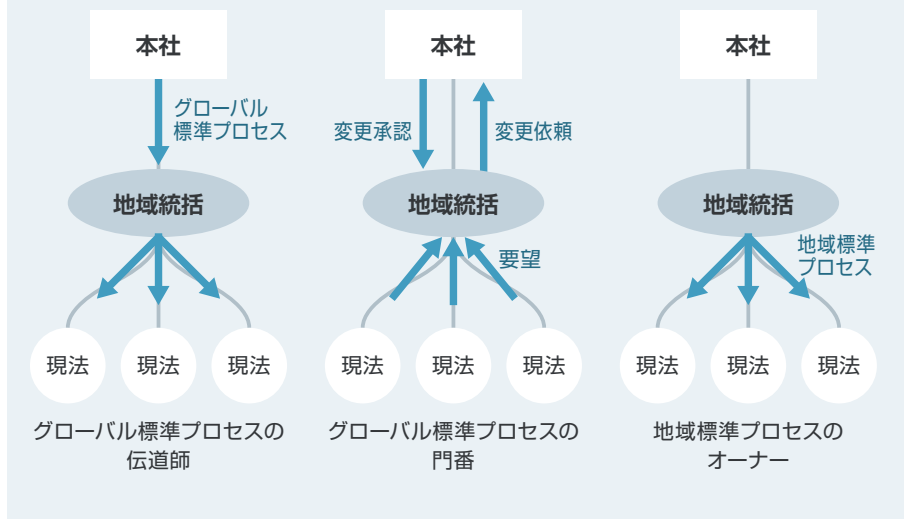 本社
グローバル
標準プロセス
地域統括
現法 現法 現法
グローバル標準プロセスの
伝道師
本社
変更承認
変更依頼
地域統括
要望
現法 現法 現法
グローバル標準プロセスの
門番
本社
地域統括
地域標準
プロセス
現法 現法 現法
地域標準プロセスの
オーナー